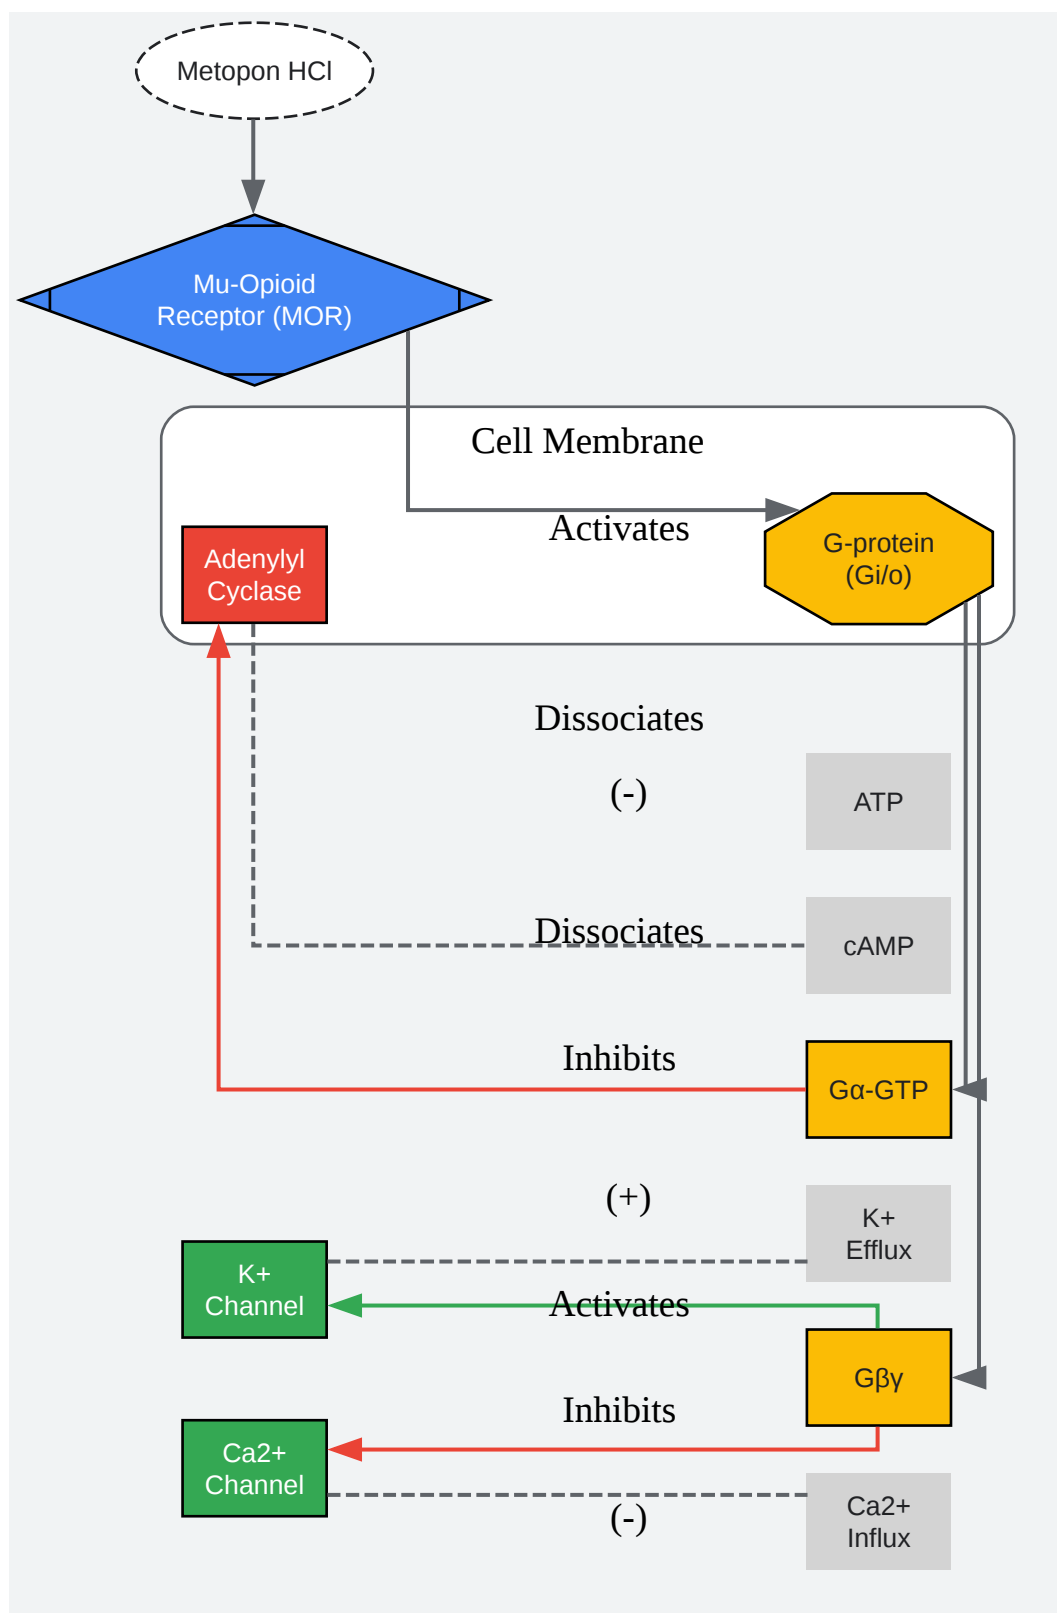 Metopon HCl
Mu-Opioid
Receptor (MOR)
Cell Membrane
Activates
G-protein
(Gi/o)
Adenylyl
Cyclase
Dissociates
(-)
ATP
Dissociates
cAMP
Inhibits
Gα-GTP
(+)
K+
Efflux
K+
Channel
Activates
Gβγ
Inhibits
Ca2+
Channel
(-)
Ca2+
Influx